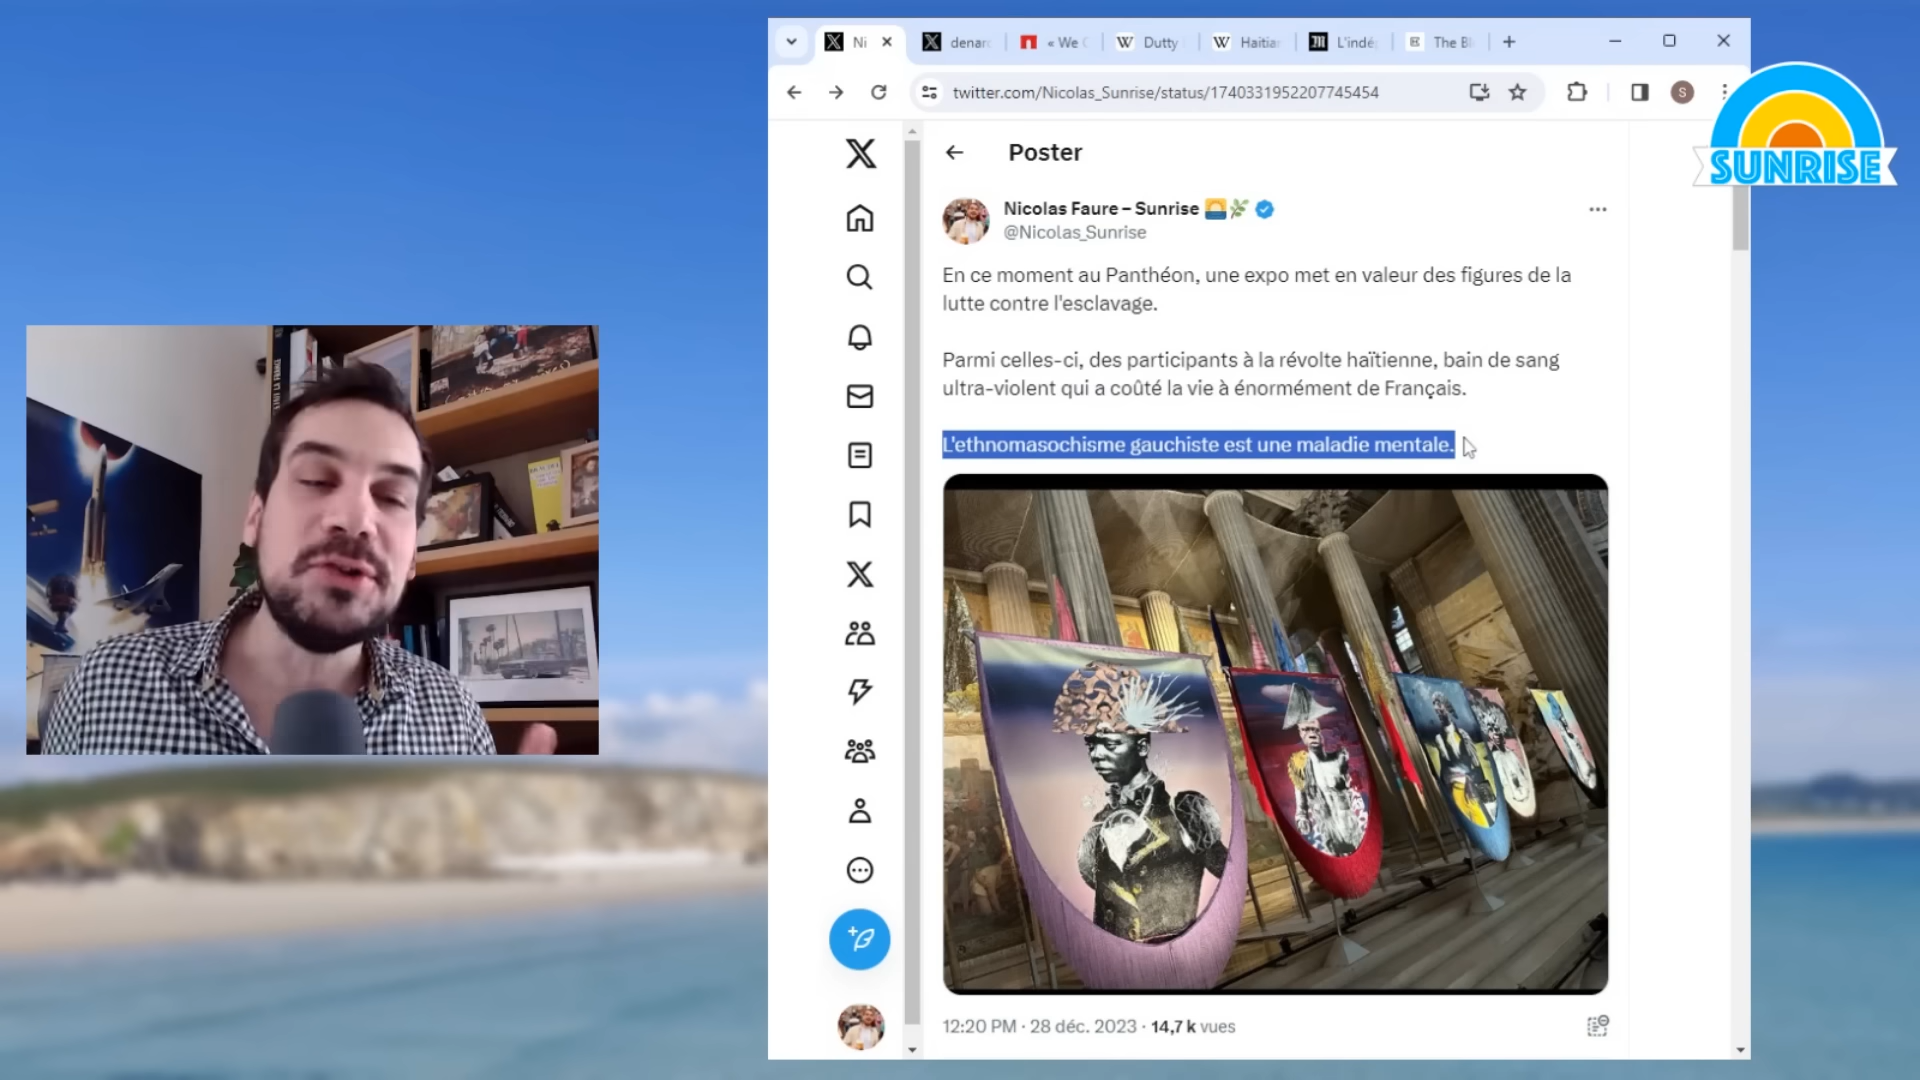 Ni
denar
« We
Dutty
Haitiar
L'indé
The Bl
twitter.com/Nicolas_Sunrise/status/1740331952207745454
S
SUNRISE
Poster
Nicolas Faure – Sunrise
@Nicolas_Sunrise
En ce moment au Panthéon, une expo met en valeur des figures de la
lutte contre l'esclavage.
Parmi celles-ci, des participants à la révolte haïtienne, bain de sang
ultra-violent qui a coûté la vie à énormément de Français.
L'ethnomasochisme gauchiste est une maladie mentale.
12:20 PM · 28 déc. 2023 · 14,7 k vues